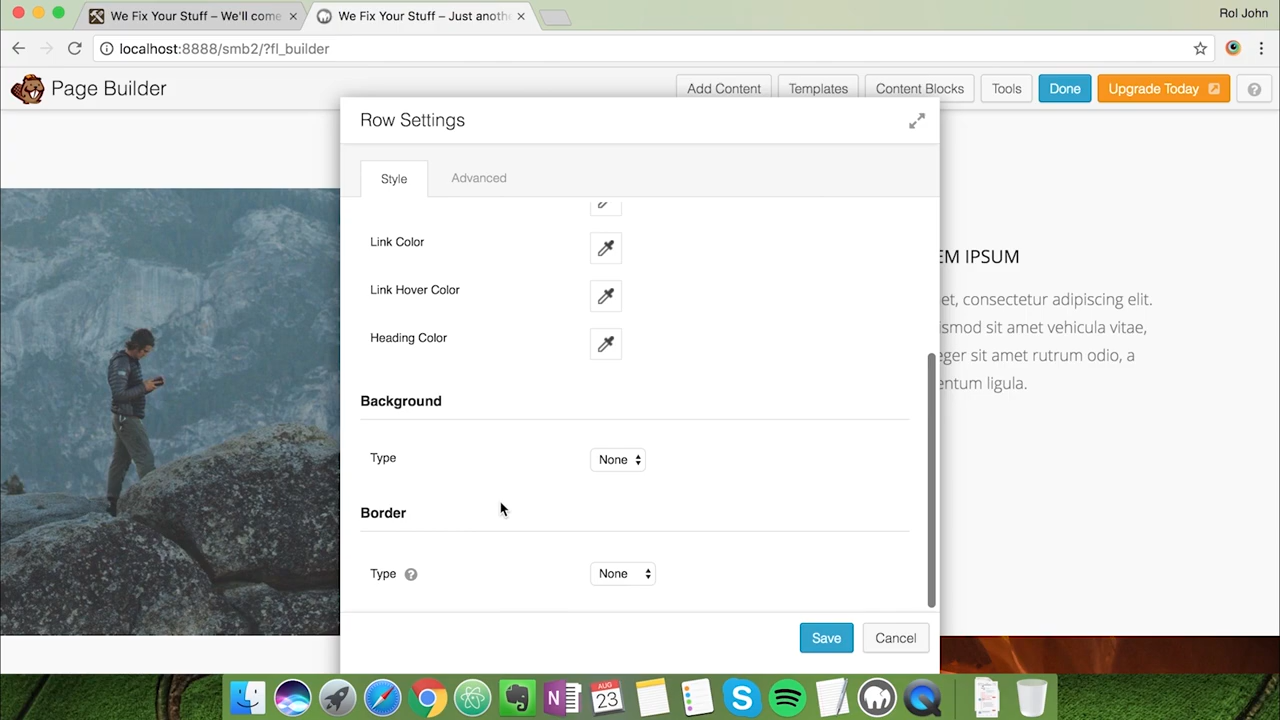 We Fix Your Stuff – We'll come
We Fix Your Stuff – Just anoth
Rol John
localhost:8888/smb2/?fl_builder
Page Builder
Add Content
Templates
Content Blocks
Tools
Done
Upgrade Today
?
Row Settings
Style
Advanced
Link Color
Link Hover Color
Heading Color
Background
Type
None
Border
Type ?
None
Save
Cancel
EM IPSUM
et, consectetur adipiscing elit.
ismod sit amet vehicula vitae,
eger sit amet rutrum odio, a
entum ligula.
AUG
23